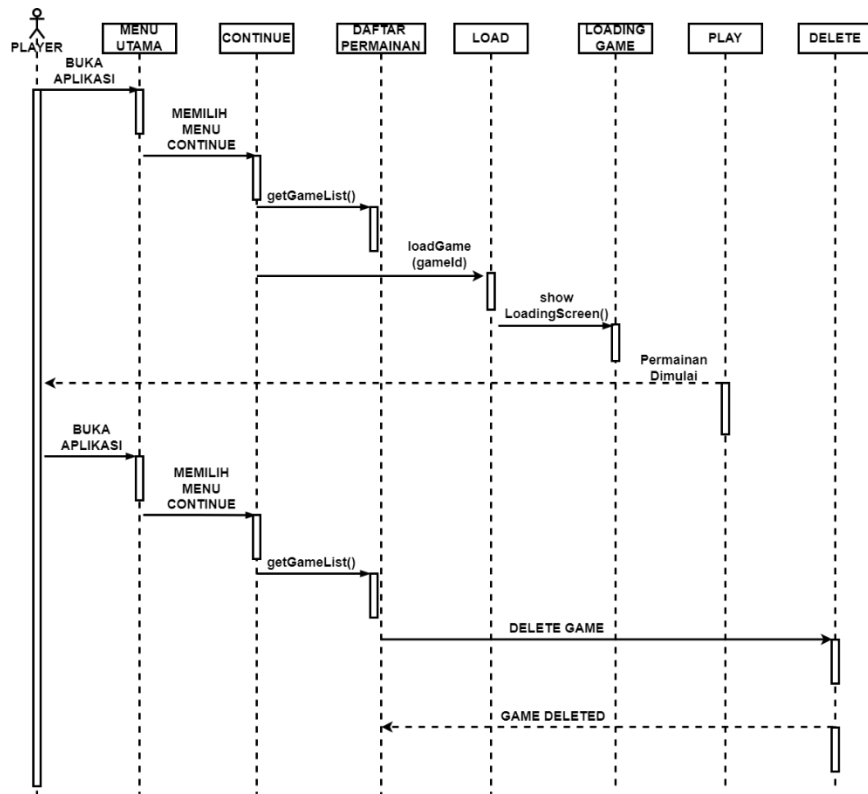 PLAYER
MENU
UTAMA
CONTINUE
DAFTAR
PERMAINAN
LOAD
LOADING
GAME
PLAY
DELETE
BUKA
APLIKASI
MEMILIH
MENU
CONTINUE
getGameList()
loadGame
(gameId)
show
LoadingScreen()
Permainan
Dimulai
BUKA
APLIKASI
MEMILIH
MENU
CONTINUE
getGameList()
DELETE GAME
GAME DELETED